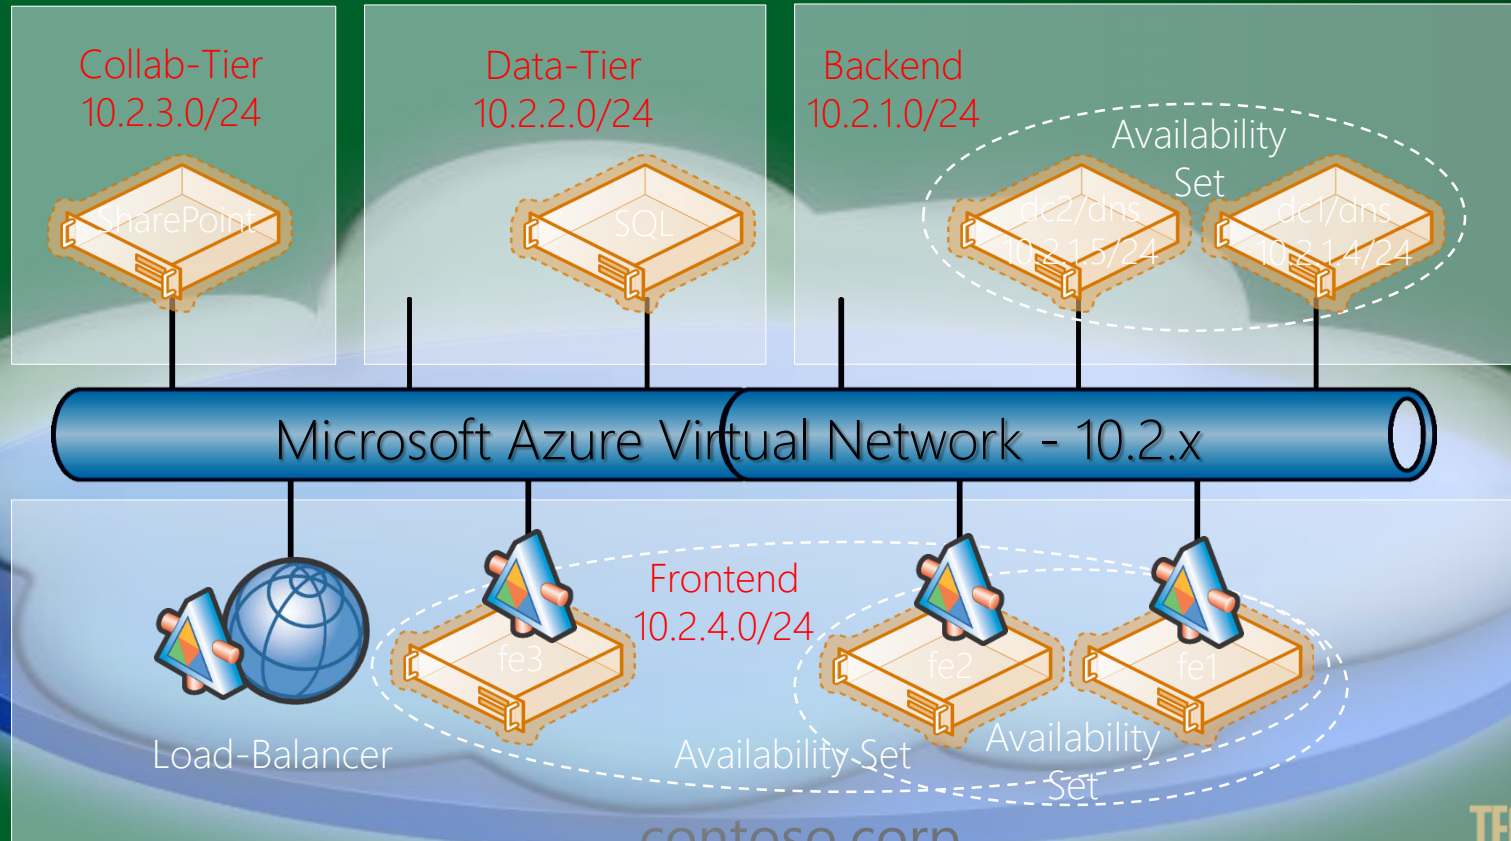 Collab-Tier
10.2.3.0/24
SharePoint
Data-Tier
10.2.2.0/24
SQL
Backend
10.2.1.0/24
Availability
Set
dc2/dns
10.2.1.5/24
dc1/dns
10.2.1.4/24
Microsoft Azure Virtual Network - 10.2.x
Load-Balancer
Frontend
10.2.4.0/24
fe3
fe2
fe1
Availability Set
Availability
Set
contoso.corp